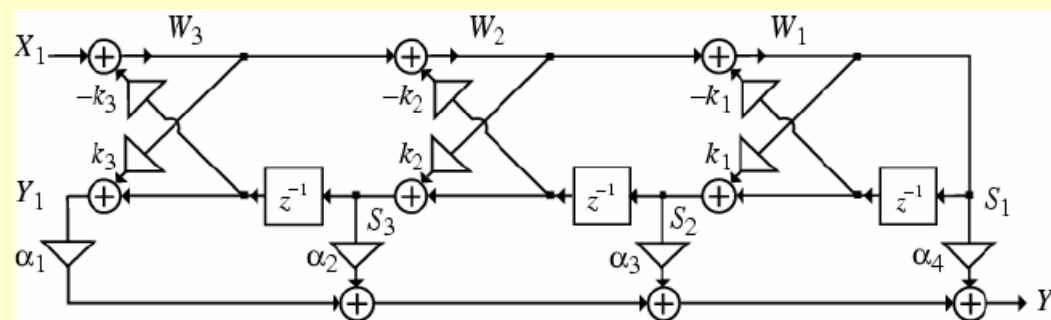 X₁ W₃ W₂ W₁
−k₃ −k₂ −k₁
k₃ k₂ k₁
Y₁ z⁻¹ z⁻¹ z⁻¹ S₁
S₃ S₂
α₁ α₂ α₃ α₄
Y